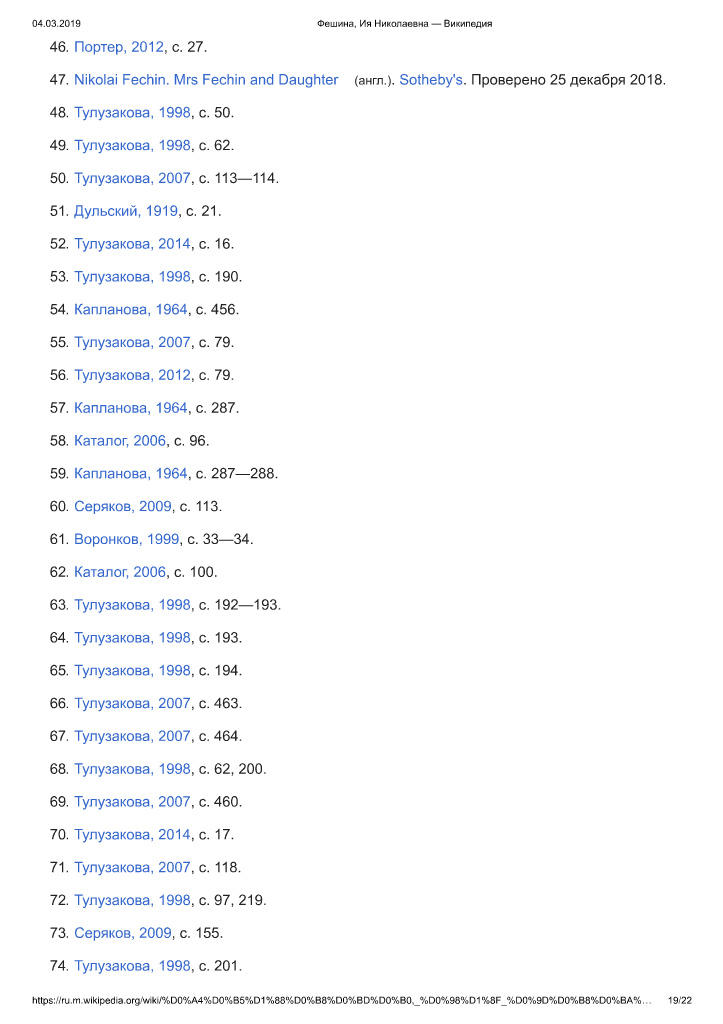 04.03.2019 Фешина, Ия Николаевна — Википедия
46. Портер, 2012, с. 27.
47. Nikolai Fechin. Mrs Fechin and Daughter (англ.). Sotheby's. Проверено 25 декабря 2018.
48. Тулузакова, 1998, с. 50.
49. Тулузакова, 1998, с. 62.
50. Тулузакова, 2007, с. 113—114.
51. Дульский, 1919, с. 21.
52. Тулузакова, 2014, с. 16.
53. Тулузакова, 1998, с. 190.
54. Капланова, 1964, с. 456.
55. Тулузакова, 2007, с. 79.
56. Тулузакова, 2012, с. 79.
57. Капланова, 1964, с. 287.
58. Каталог, 2006, с. 96.
59. Капланова, 1964, с. 287—288.
60. Серяков, 2009, с. 113.
61. Воронков, 1999, с. 33—34.
62. Каталог, 2006, с. 100.
63. Тулузакова, 1998, с. 192—193.
64. Тулузакова, 1998, с. 193.
65. Тулузакова, 1998, с. 194.
66. Тулузакова, 2007, с. 463.
67. Тулузакова, 2007, с. 464.
68. Тулузакова, 1998, с. 62, 200.
69. Тулузакова, 2007, с. 460.
70. Тулузакова, 2014, с. 17.
71. Тулузакова, 2007, с. 118.
72. Тулузакова, 1998, с. 97, 219.
73. Серяков, 2009, с. 155.
74. Тулузакова, 1998, с. 201.
https://ru.m.wikipedia.org/wiki/%D0%A4%D0%B5%D1%88%D0%B8%D0%BD%D0%B0,_%D0%98%D1%8F_%D0%9D%D0%B8%D0%BA%… 19/22